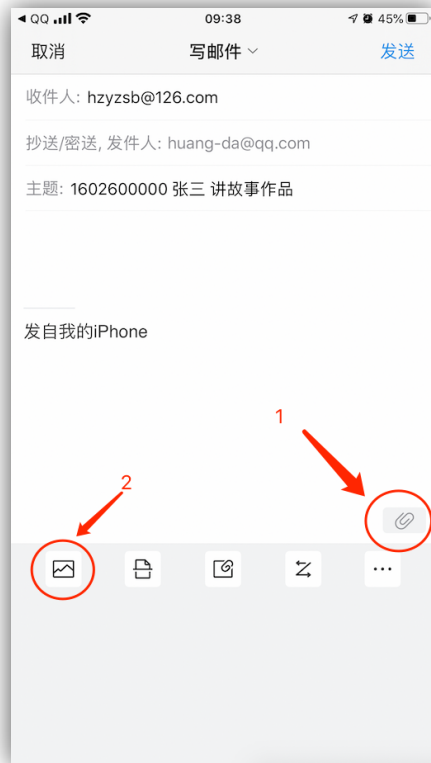 QQ 09:38 45%
取消 写邮件 发送
收件人: hzyzsb@126.com
抄送/密送, 发件人: huang-da@qq.com
主题: 1602600000 张三 讲故事作品
发自我的iPhone
1
2